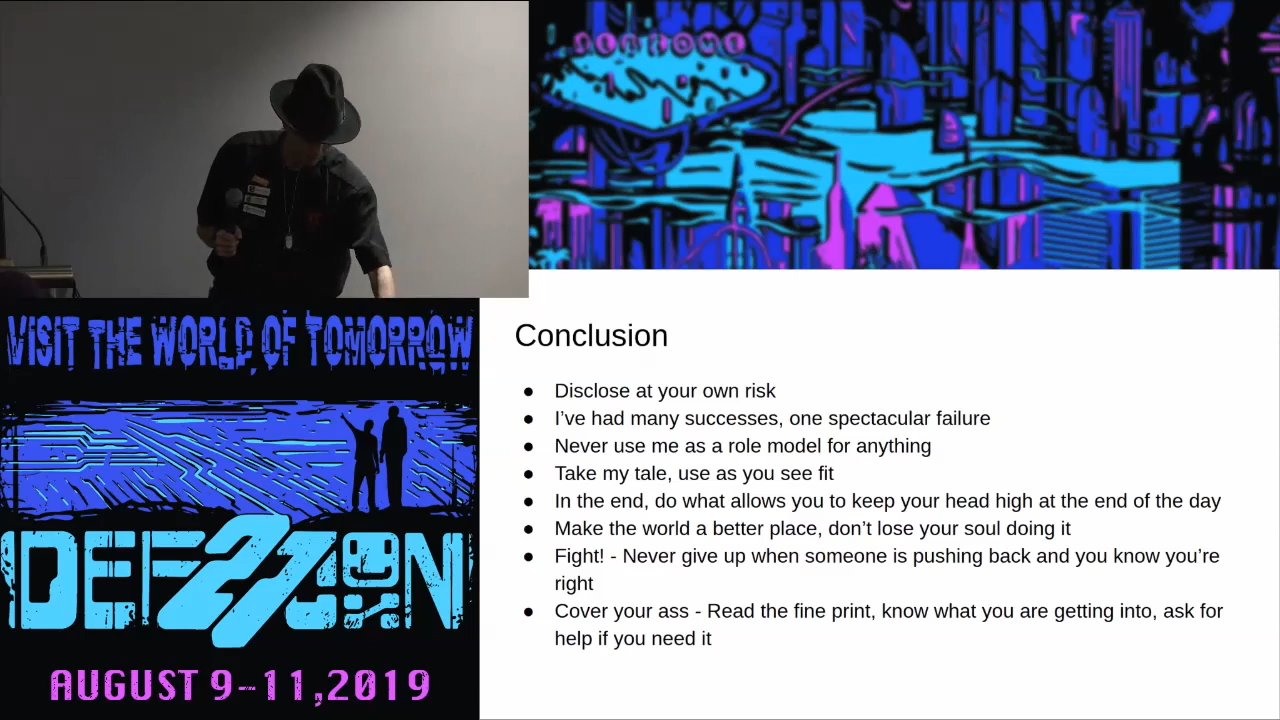 VISIT THE WORLD OF TOMORROW
DEF CON
27
AUGUST 9-11,2019
Conclusion
● Disclose at your own risk
● I’ve had many successes, one spectacular failure
● Never use me as a role model for anything
● Take my tale, use as you see fit
● In the end, do what allows you to keep your head high at the end of the day
● Make the world a better place, don’t lose your soul doing it
● Fight! - Never give up when someone is pushing back and you know you’re
right
● Cover your ass - Read the fine print, know what you are getting into, ask for
help if you need it